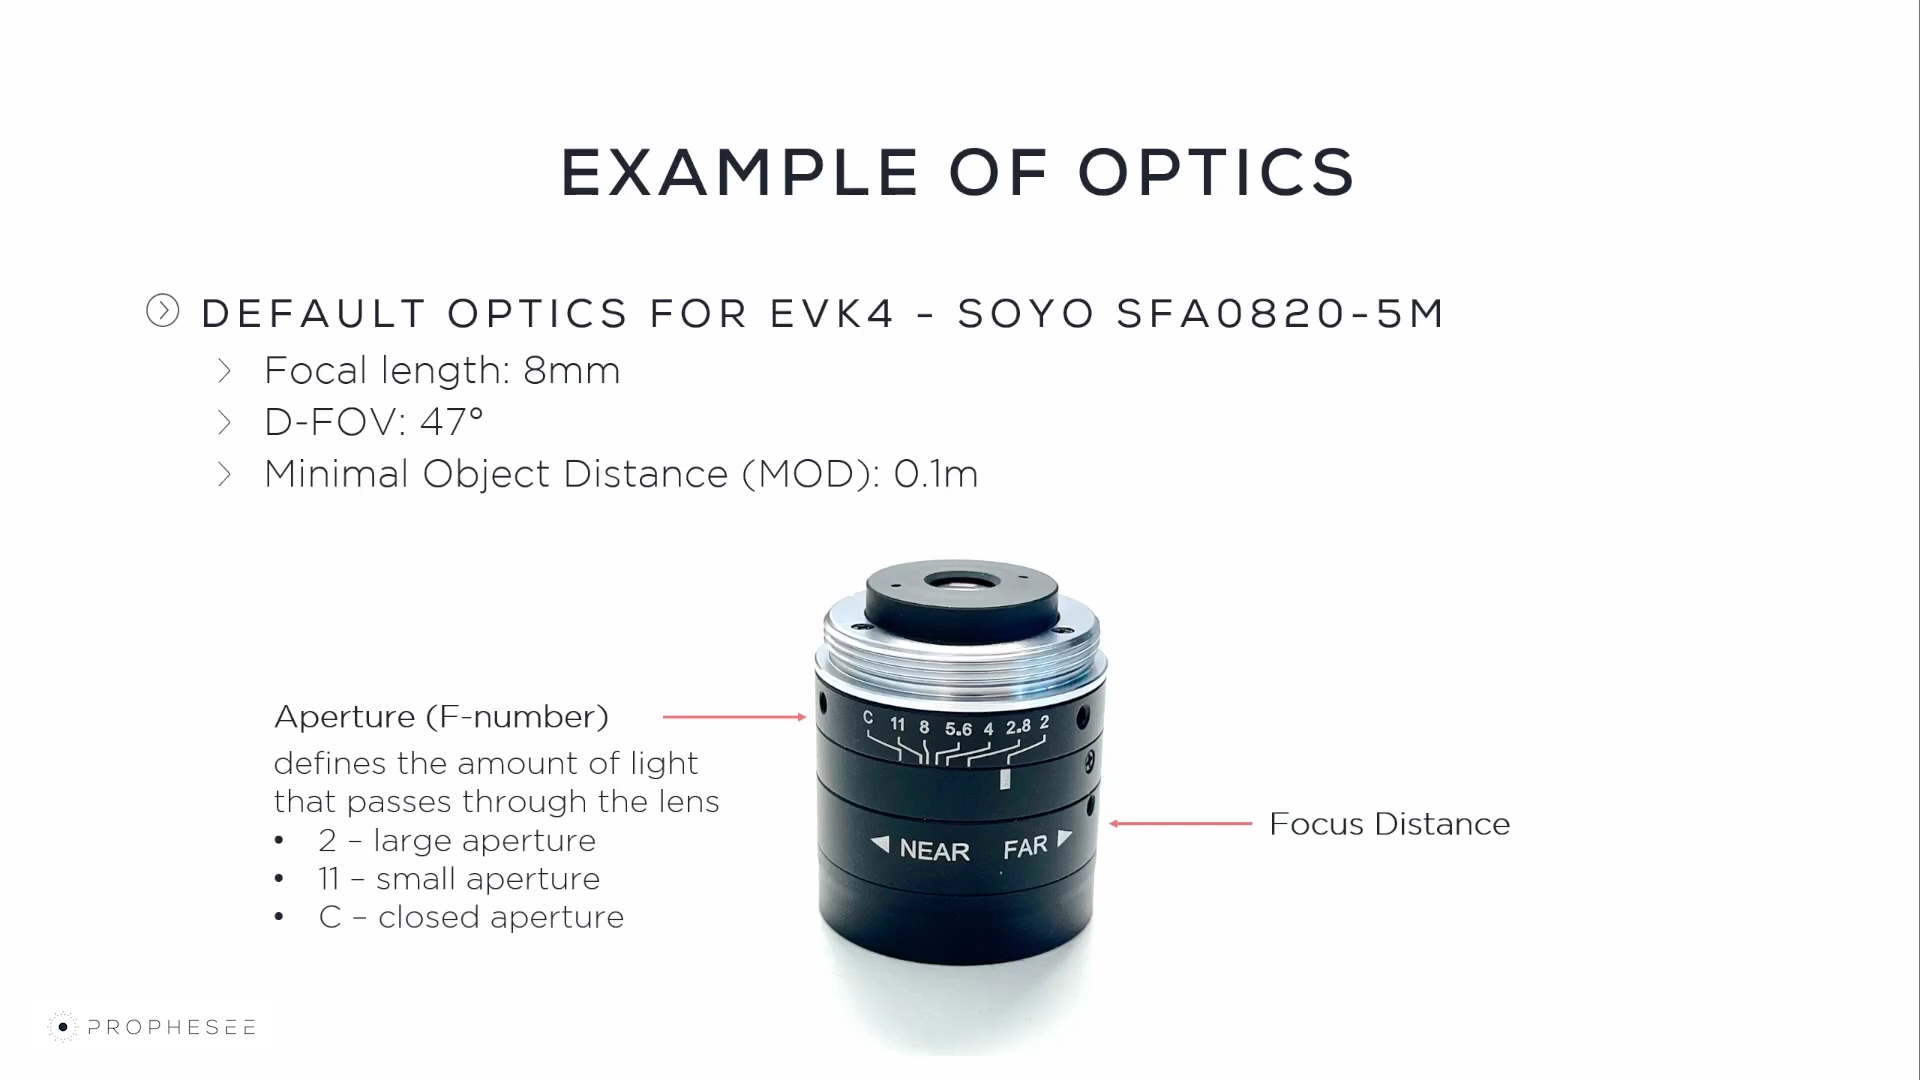 EXAMPLE OF OPTICS
DEFAULT OPTICS FOR EVK4 - SOYO SFA0820-5M
Focal length: 8mm
D-FOV: 47°
Minimal Object Distance (MOD): 0.1m
Aperture (F-number)
defines the amount of light
that passes through the lens
• 2 – large aperture
• 11 – small aperture
• C – closed aperture
C 11 8 5.6 4 2.8 2
◀ NEAR FAR ▶
Focus Distance
PROPHESEE